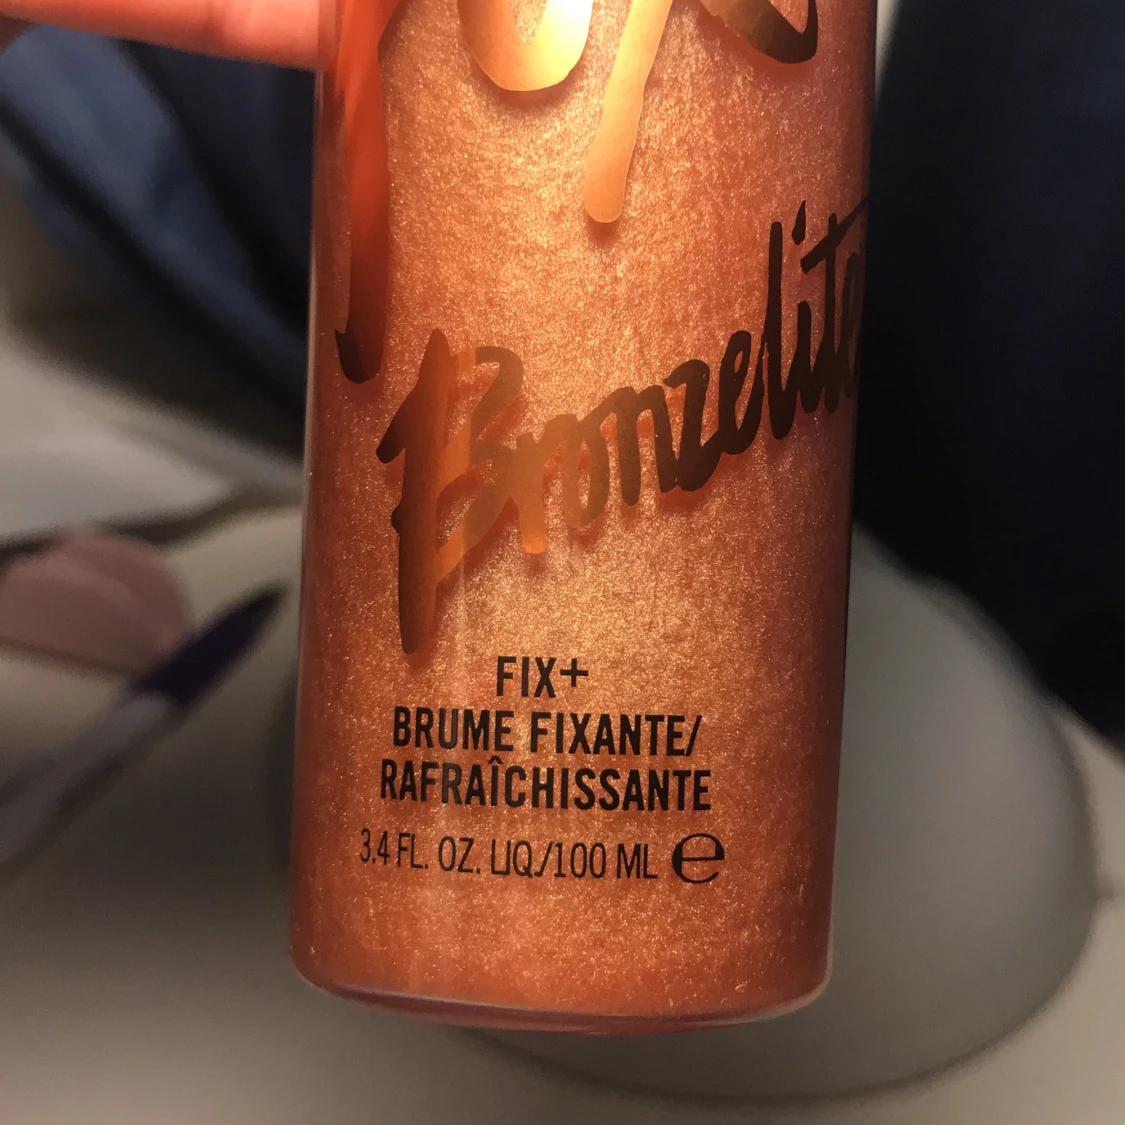 Bronzelite
FIX+
BRUME FIXANTE/
RAFRAÎCHISSANTE
3.4 FL. OZ. LIQ./100 ML e